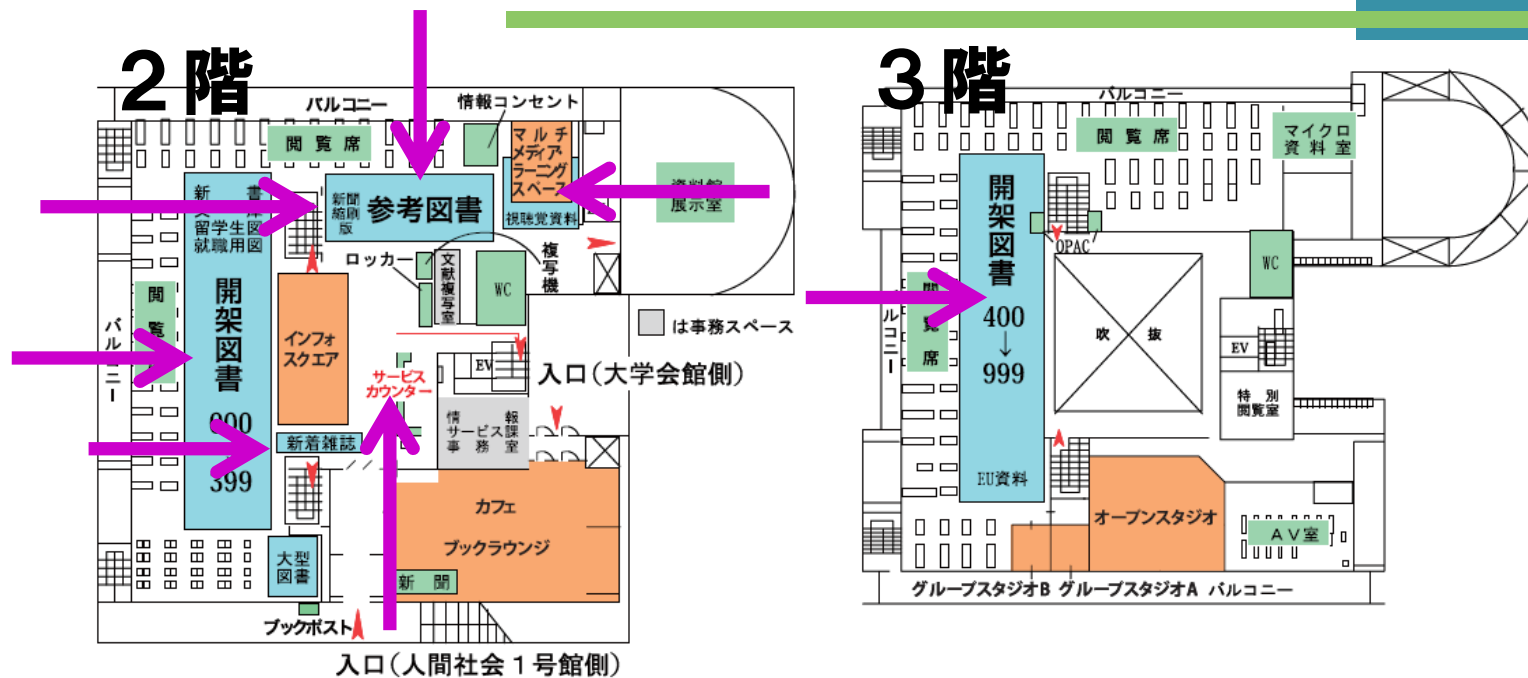 2階
バルコニー
情報コンセント
閲覧席
マルチ
メディア・
ラーニング
スペース
視聴覚資料
新聞
縮刷
版
参考図書
展示室
新書
留学生図
就職用図
開架図書
000
399
閲覧
バルコニー
ロッカー
文献複写室
WC
複写機
は事務スペース
インフォ
スクエア
サービス
カウンター
EV
入口(大学会館側)
情報
サービス課
事務室
新着雑誌
カフェ
ブックラウンジ
新聞
大型
図書
ブックポスト
入口(人間社会1号館側)
3階
バルコニー
閲覧席
マイクロ
資料室
開架図書
400
↓
999
EU資料
OPAC
WC
吹抜
EV
特別
閲覧室
閲覧席
ルコニー
オープンスタジオ
AV室
グループスタジオB
グループスタジオA
バルコニー